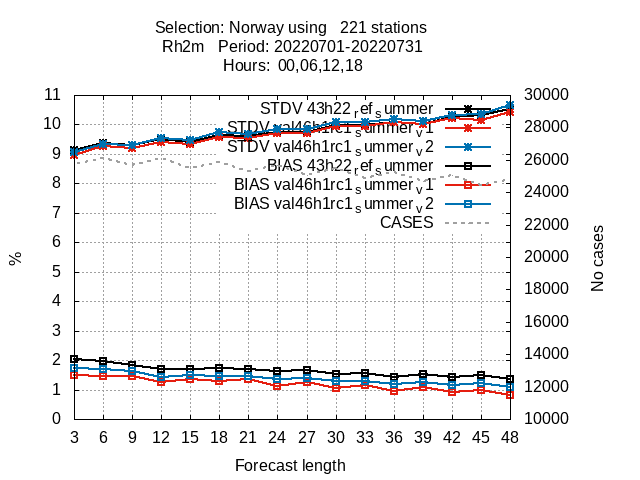 Selection: Norway using 221 stations
Rh2m Period: 20220701-20220731
Hours: 00,06,12,18
11
10
9
8
7
6
5
4
3
2
1
0
%
STDV 43h22_ref_summer
STDV val46h1rc1_summer_v1
STDV val46h1rc1_summer_v2
BIAS 43h22_ref_summer
BIAS val46h1rc1_summer_v1
BIAS val46h1rc1_summer_v2
CASES
30000
28000
26000
24000
22000
20000
18000
16000
14000
12000
10000
No cases
3 6 9 12 15 18 21 24 27 30 33 36 39 42 45 48
Forecast length